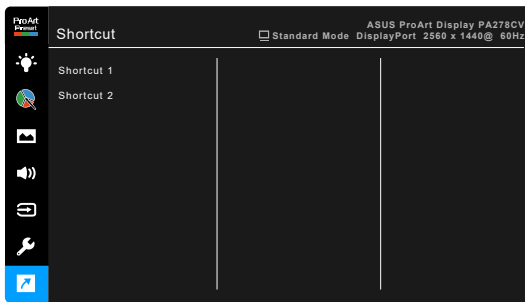 ProArt
Preset
Shortcut
ASUS ProArt Display PA278CV
Standard Mode DisplayPort 2560 x 1440@ 60Hz
Shortcut 1
Shortcut 2